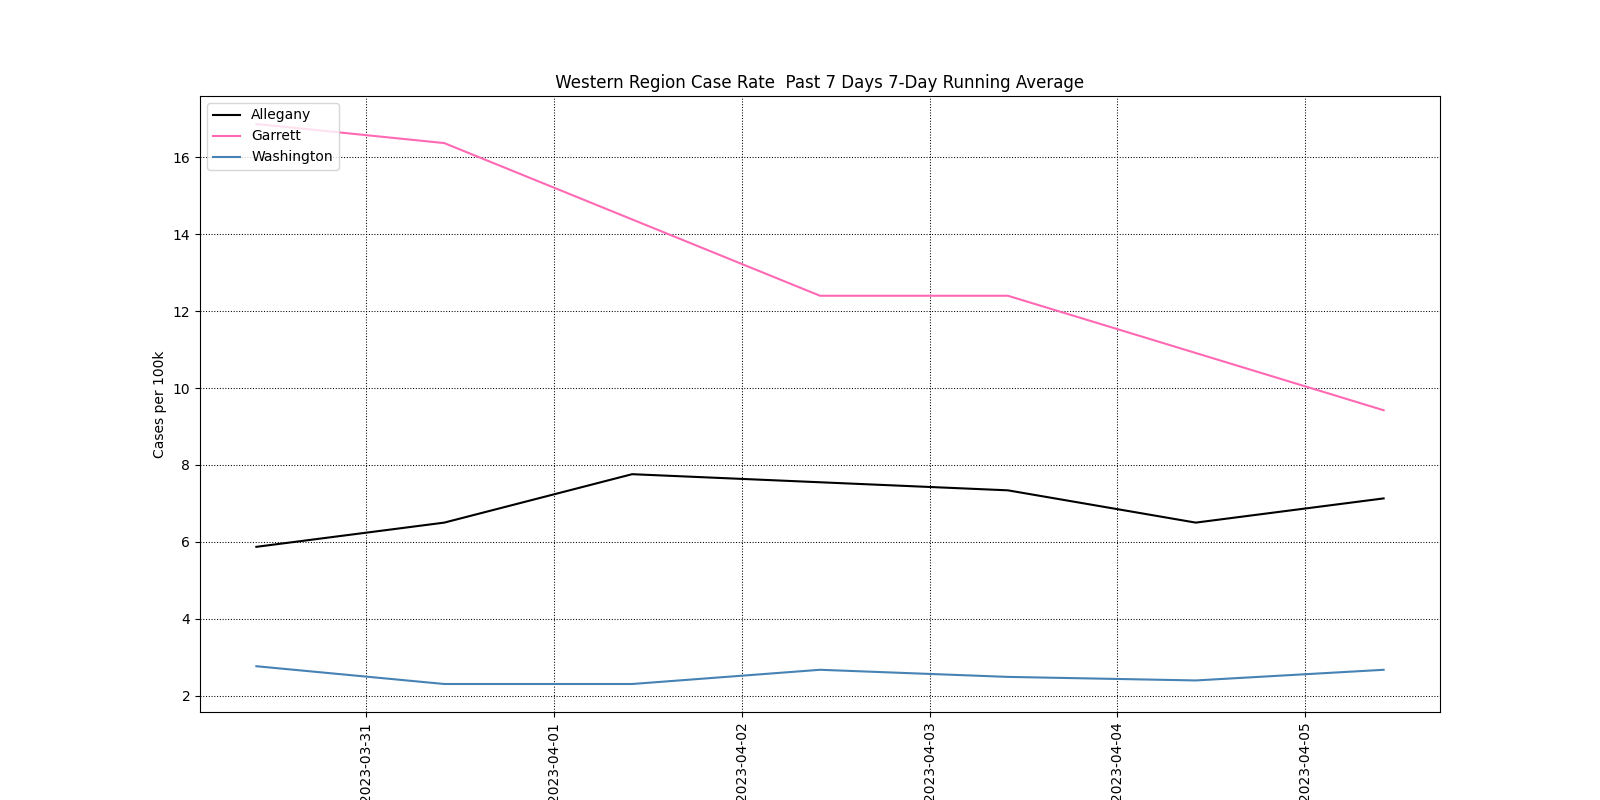 Western Region Case Rate  Past 7 Days 7-Day Running Average
Allegany
Garrett
Washington
Cases per 100k
16
14
12
10
8
6
4
2
2023-03-31
2023-04-01
2023-04-02
2023-04-03
2023-04-04
2023-04-05